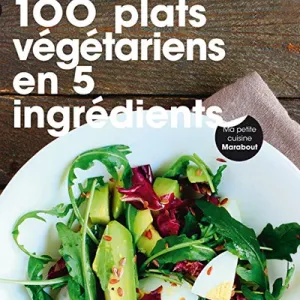 100 plats
végétariens
en 5
ingrédients
Ma petite
cuisine
Marabout